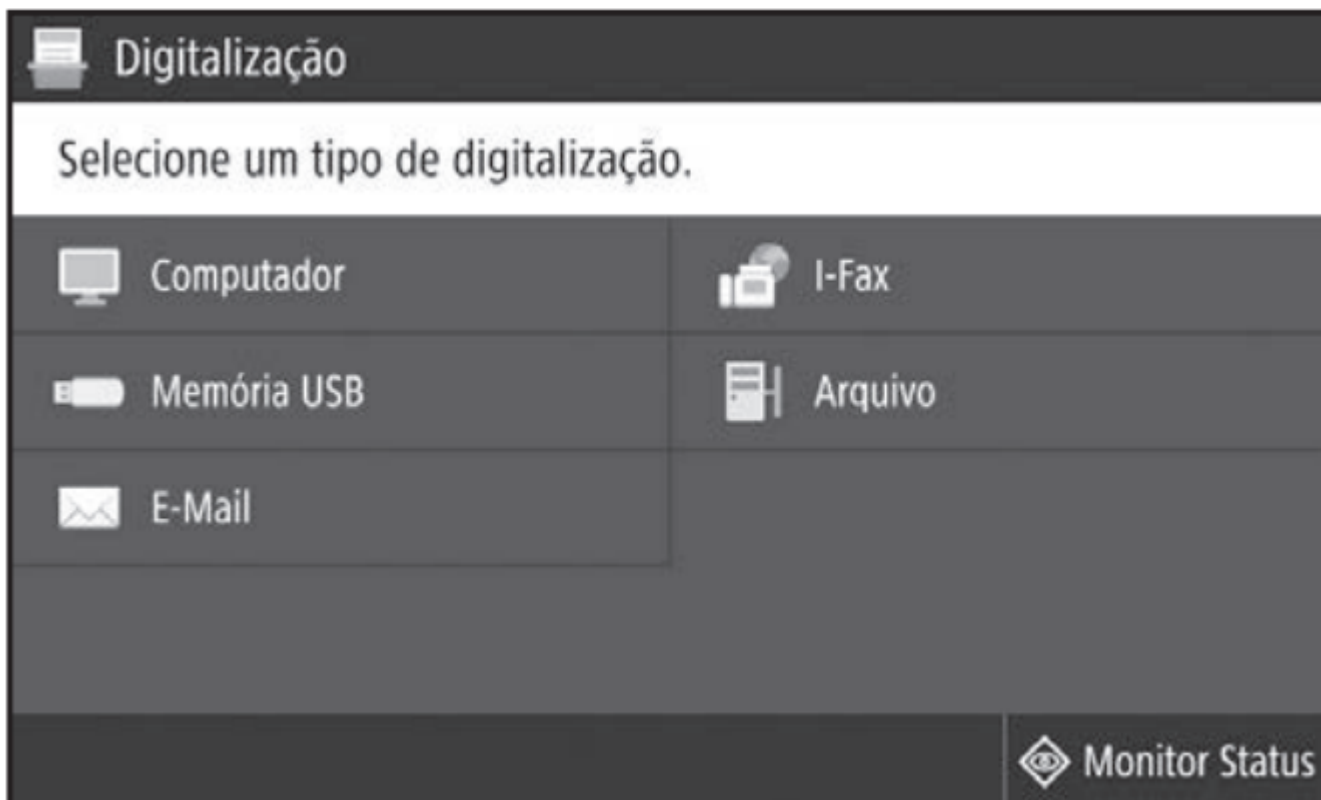 Digitalização
Selecione um tipo de digitalização.
Computador
I-Fax
Memória USB
Arquivo
E-Mail
Monitor Status